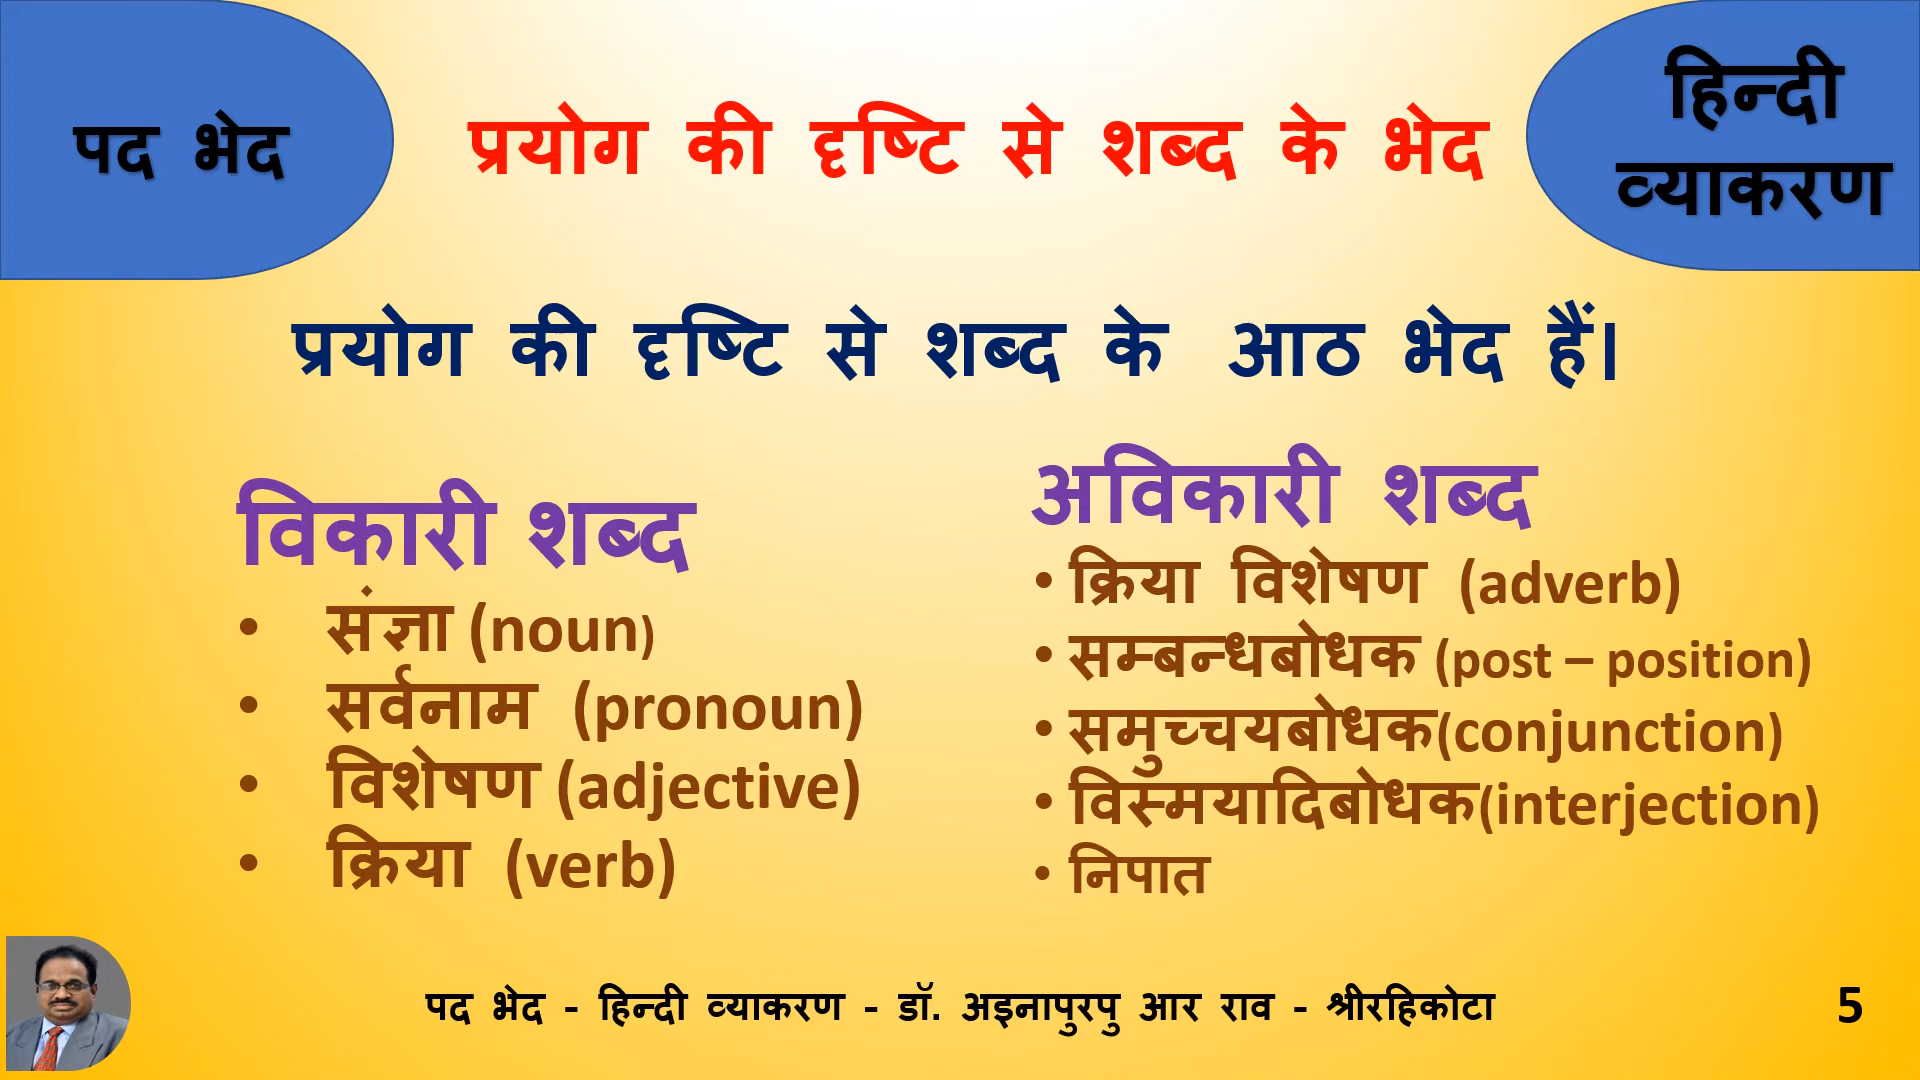 पद भेद
प्रयोग की दृष्टि से शब्द के भेद
हिन्दी
व्याकरण
प्रयोग की दृष्टि से शब्द के आठ भेद हैं।
विकारी शब्द
• संज्ञा (noun)
• सर्वनाम (pronoun)
• विशेषण (adjective)
• क्रिया (verb)
अविकारी शब्द
• क्रिया विशेषण (adverb)
• सम्बन्धबोधक (post – position)
• समुच्चयबोधक(conjunction)
• विस्मयादिबोधक(interjection)
• निपात
पद भेद - हिन्दी व्याकरण - डॉ. अइनापुरपु आर राव - श्रीरहिकोटा
5